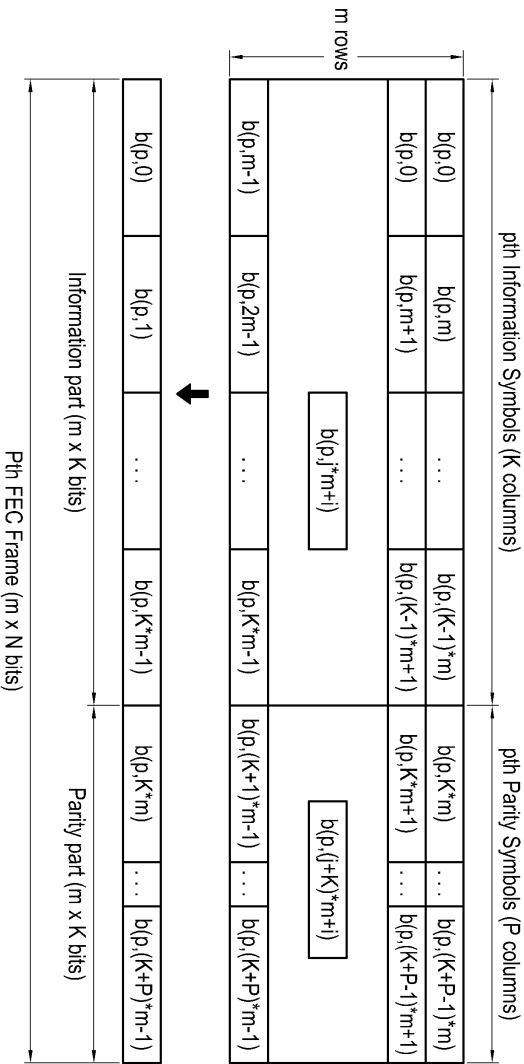 pth Information Symbols (K columns) pth Parity Symbols (P columns)
m rows
b(p,0) b(p,m) . . . b(p,(K-1)*m) b(p,K*m) . . . b(p,(K+P-1)*m)
b(p,0) b(p,m+1) . . . b(p,(K-1)*m+1) b(p,K*m+1) . . . b(p,(K+P-1)*m+1)
b(p,j*m+i) b(p,(j+K)*m+i)
b(p,m-1) b(p,2m-1) . . . b(p,K*m-1) b(p,(K+1)*m-1) . . . b(p,(K+P)*m-1)
b(p,0) b(p,1) . . . b(p,K*m-1) b(p,K*m) . . . b(p,(K+P)*m-1)
Information part (m x K bits) Parity part (m x K bits)
Pth FEC Frame (m x N bits)